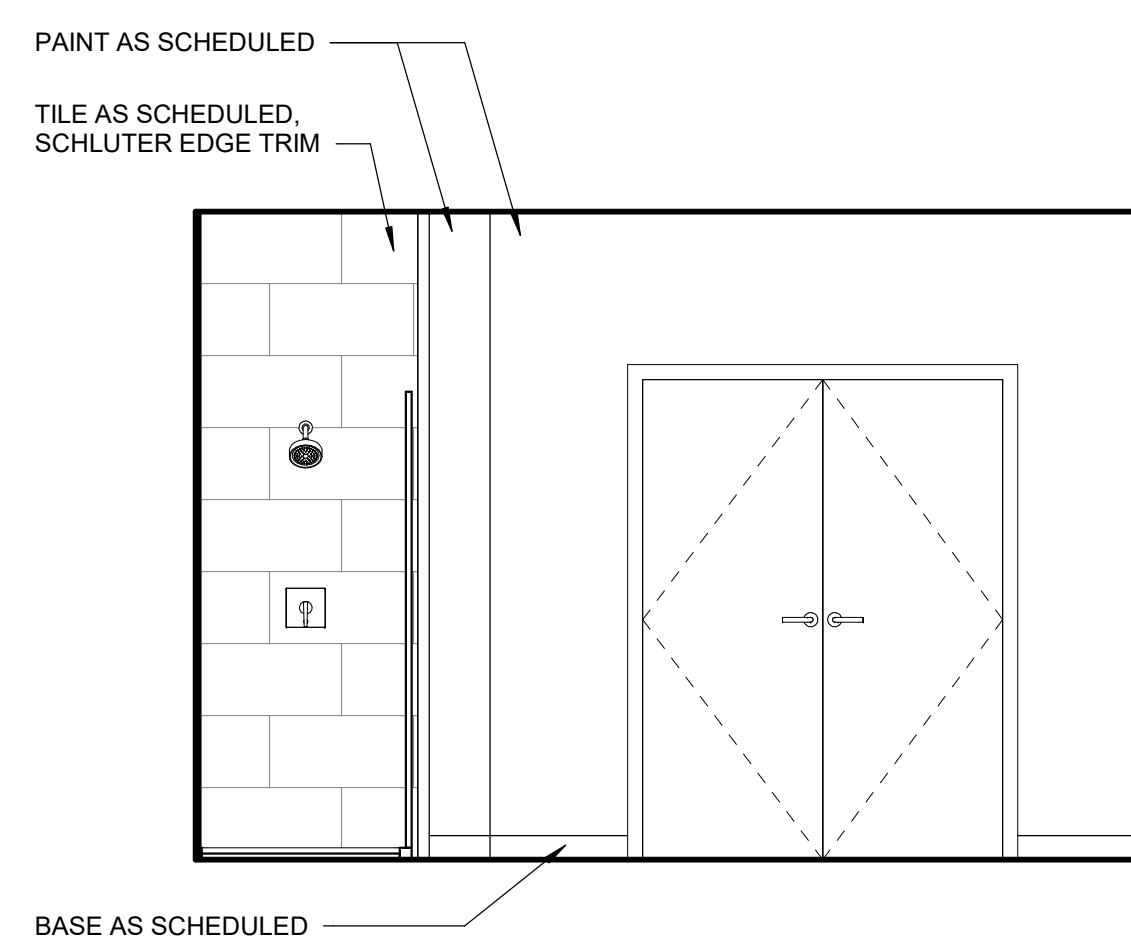 PAINT AS SCHEDULED
TILE AS SCHEDULED,
SCHLUTER EDGE TRIM
BASE AS SCHEDULED